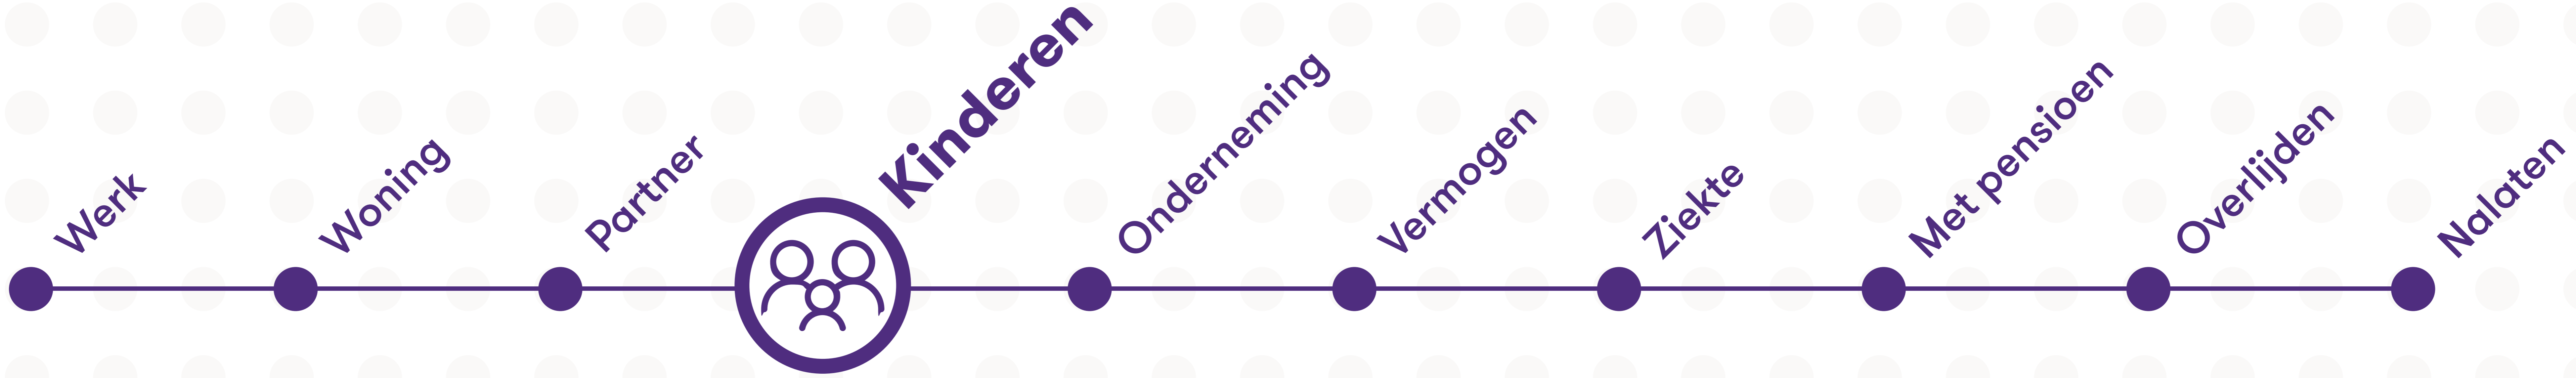 Werk
Woning
Partner
Kinderen
Onderneming
Vermogen
Ziekte
Met pensioen
Overlijden
Nalaten